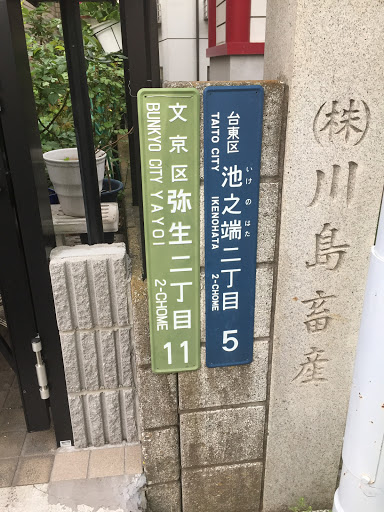 文京区弥生二丁目 11
BUNKYO CITY YAYOI 2-CHOME
台東区 池之端二丁目 5
いけのはた
TAITO CITY IKENOHATA 2-CHOME
㈱川島畜産